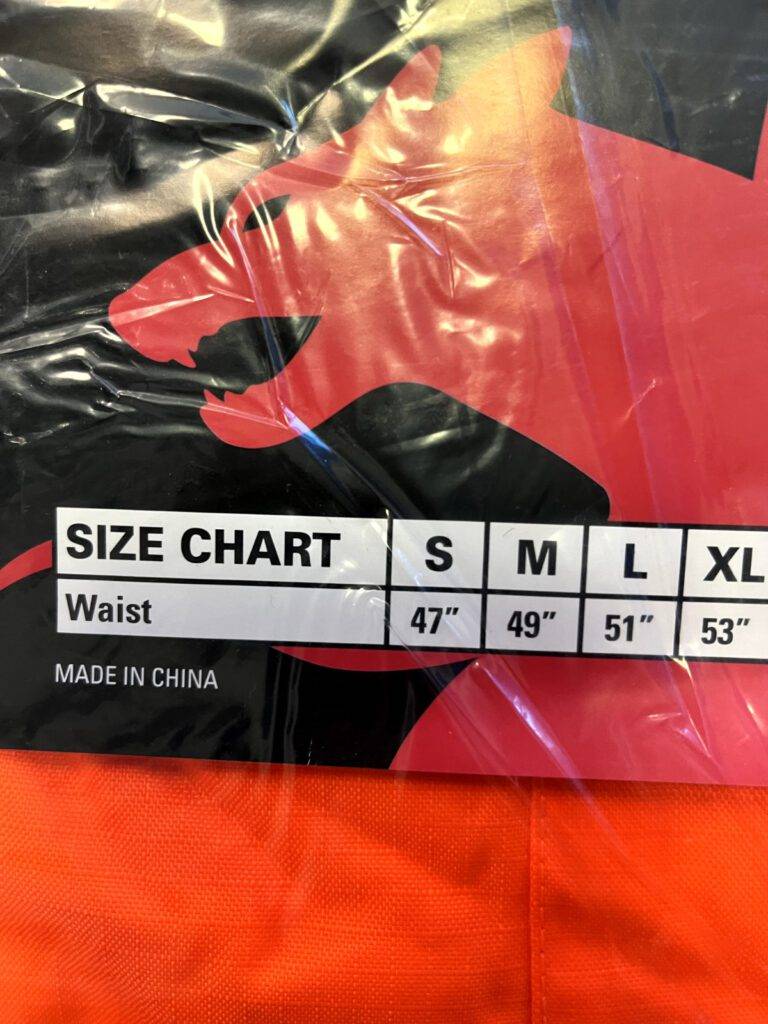 SIZE CHART S M L XL
Waist 47" 49" 51" 53"
MADE IN CHINA